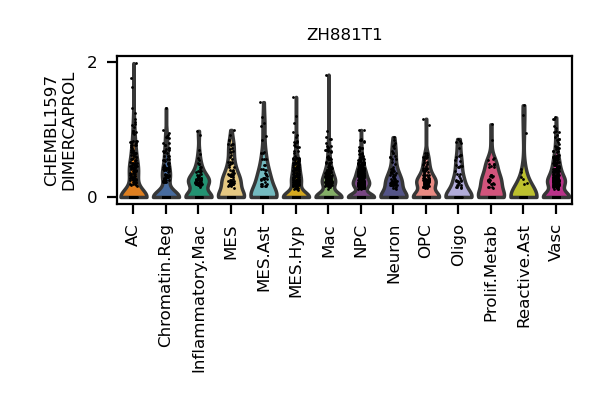 ZH881T1
CHEMBL1597
DIMERCAPROL
2
0
AC
Chromatin.Reg
Inflammatory.Mac
MES
MES.Ast
MES.Hyp
Mac
NPC
Neuron
OPC
Oligo
Prolif.Metab
Reactive.Ast
Vasc